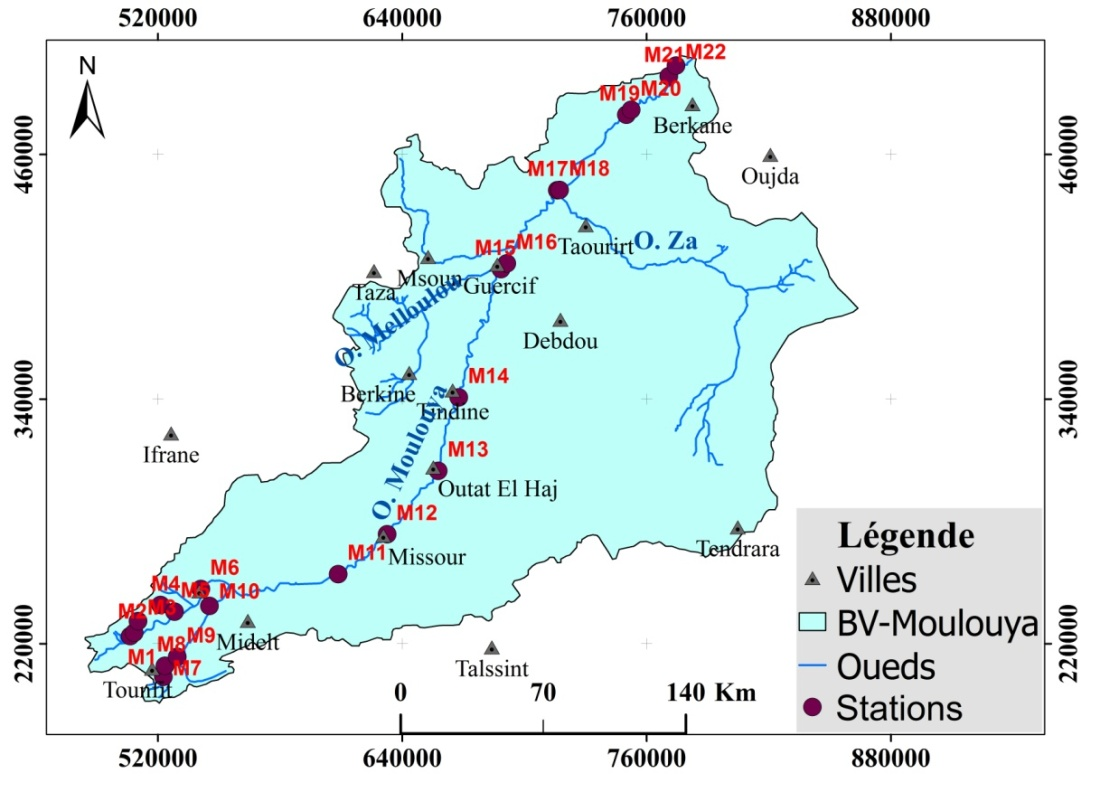 520000 640000 760000 880000
N
M21 M22
M19 M20
Berkane
460000 460000
Oujda
M17 M18
O. Za
Taourirt
M15 M16
Msoun
Guercif
Taza
O. Melloulou
Debdou
M14
Berkine
Tindine
340000 340000
Ifrane
M13
O. Moulouya
Outat El Haj
M12
Missour
Tendrara
M11
M6
M4 M5 M10
M2 M3
M9
M8
Midelt
220000 220000
M1
M7
Talssint
Tounfit
0 70 140 Km
Légende
Villes
BV-Moulouya
Oueds
Stations
520000 640000 760000 880000